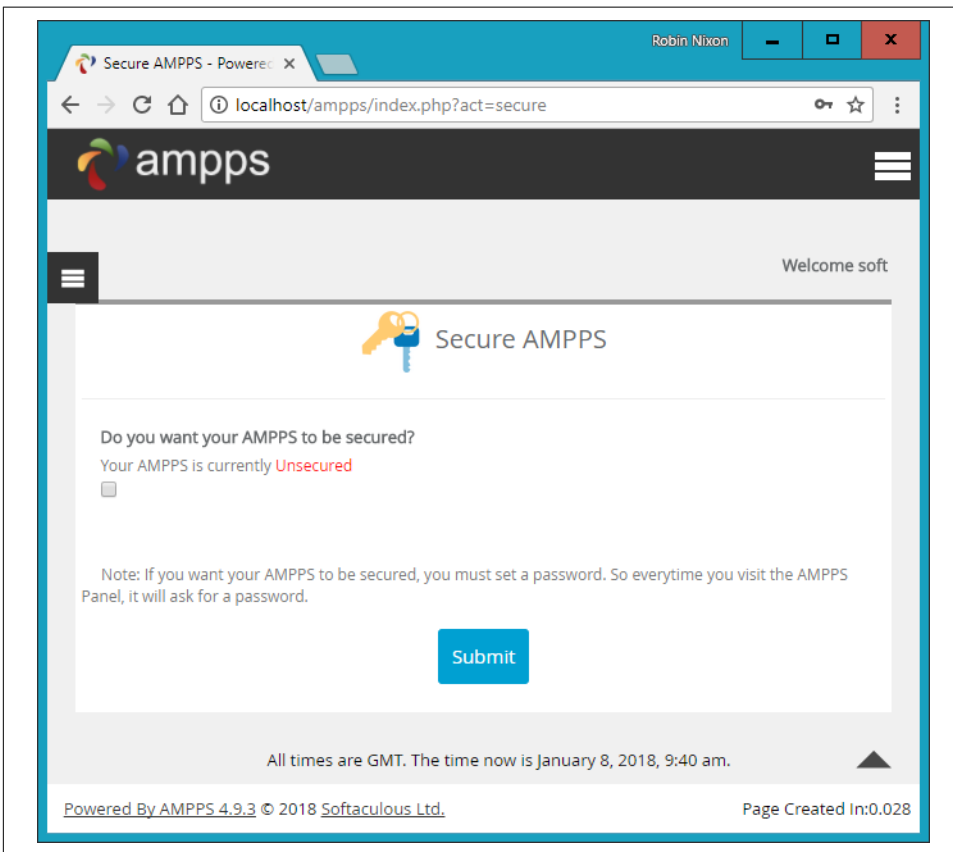 Robin Nixon
Secure AMPPS - Powered
localhost/ampps/index.php?act=secure
ampps
Welcome soft
Secure AMPPS
Do you want your AMPPS to be secured?
Your AMPPS is currently Unsecured
Note: If you want your AMPPS to be secured, you must set a password. So everytime you visit the AMPPS
Panel, it will ask for a password.
Submit
All times are GMT. The time now is January 8, 2018, 9:40 am.
Powered By AMPPS 4.9.3 © 2018 Softaculous Ltd.
Page Created In:0.028